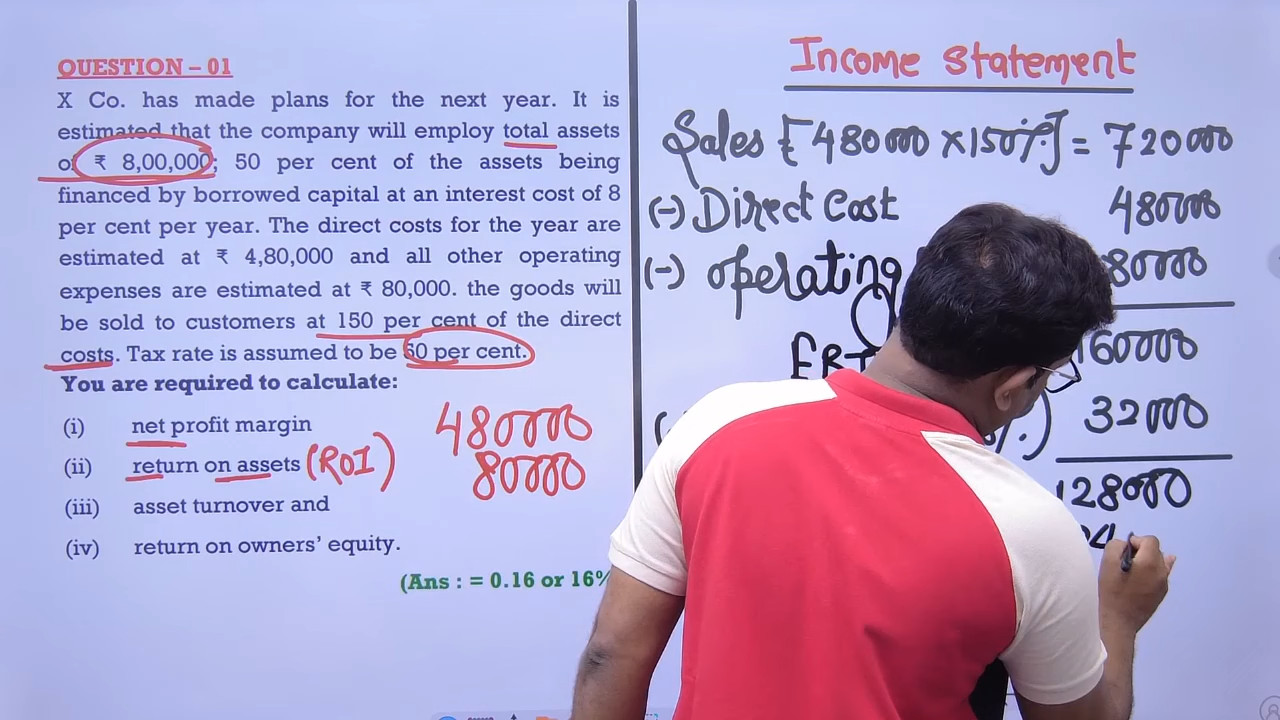 QUESTION – 01
X Co. has made plans for the next year. It is
estimated that the company will employ total assets
of ₹ 8,00,000; 50 per cent of the assets being
financed by borrowed capital at an interest cost of 8
per cent per year. The direct costs for the year are
estimated at ₹ 4,80,000 and all other operating
expenses are estimated at ₹ 80,000. the goods will
be sold to customers at 150 per cent of the direct
costs. Tax rate is assumed to be 50 per cent.
You are required to calculate:
(i) net profit margin
(ii) return on assets (ROI)
(iii) asset turnover and
(iv) return on owners' equity.
480000
80000
(Ans : = 0.16 or 16%
Income Statement
Sales [480000 X150%] = 720000
(-) Direct Cost 480000
(-) operating 80000
160000
32000
128000